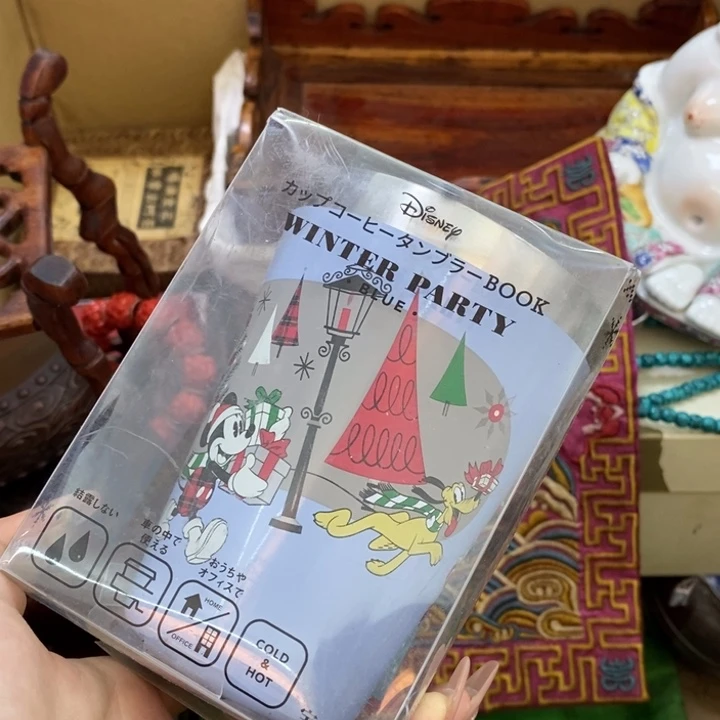 Disney
カップコーヒータンブラーBOOK
WINTER PARTY
BLUE
結露しない
車の中で
使える
おうちや
オフィスで
HOME
OFFICE
COLD
&
HOT